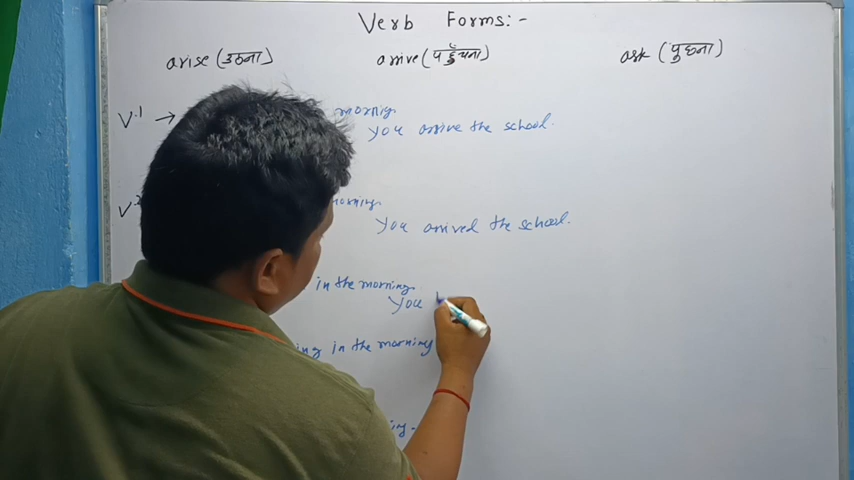 Verb Forms:-
arise (उठना) arrive (पहुँचना) ask (पुछना)
V.1 → morning.
You arrive the school.
morning.
You arrived the school.
in the morning.
You
ing in the morning
ing.